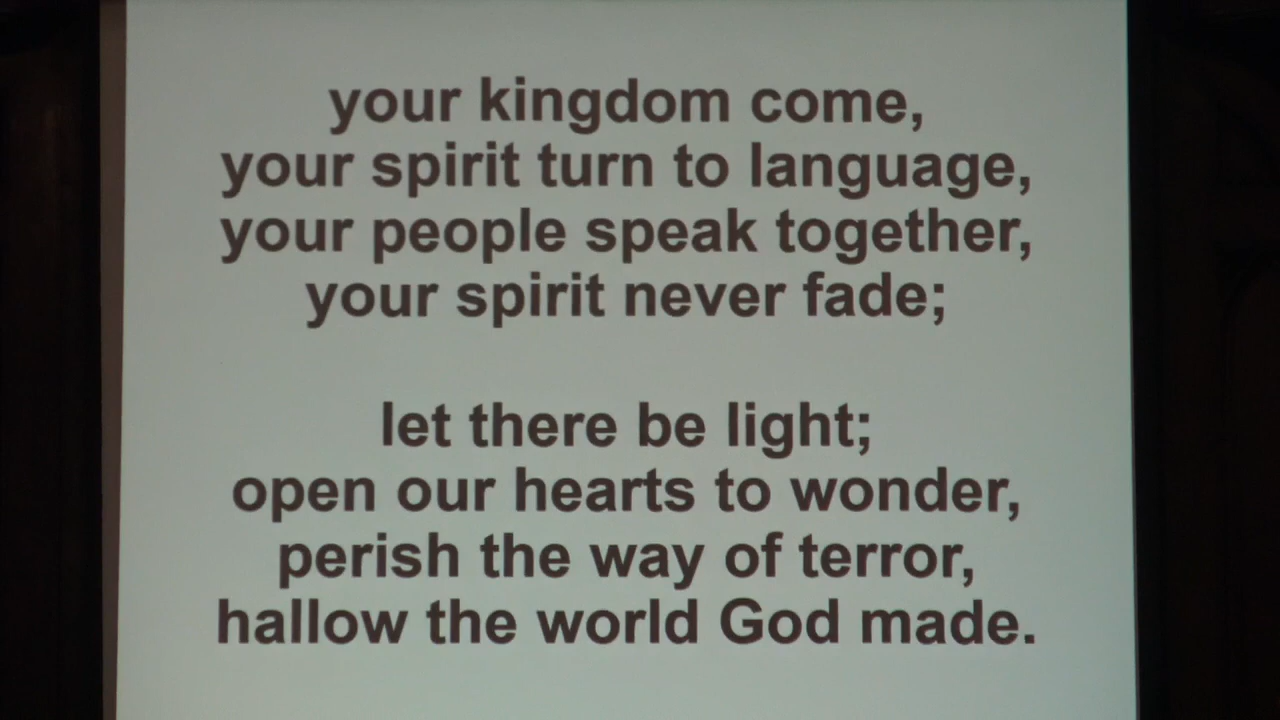 your kingdom come,
your spirit turn to language,
your people speak together,
your spirit never fade;
let there be light;
open our hearts to wonder,
perish the way of terror,
hallow the world God made.